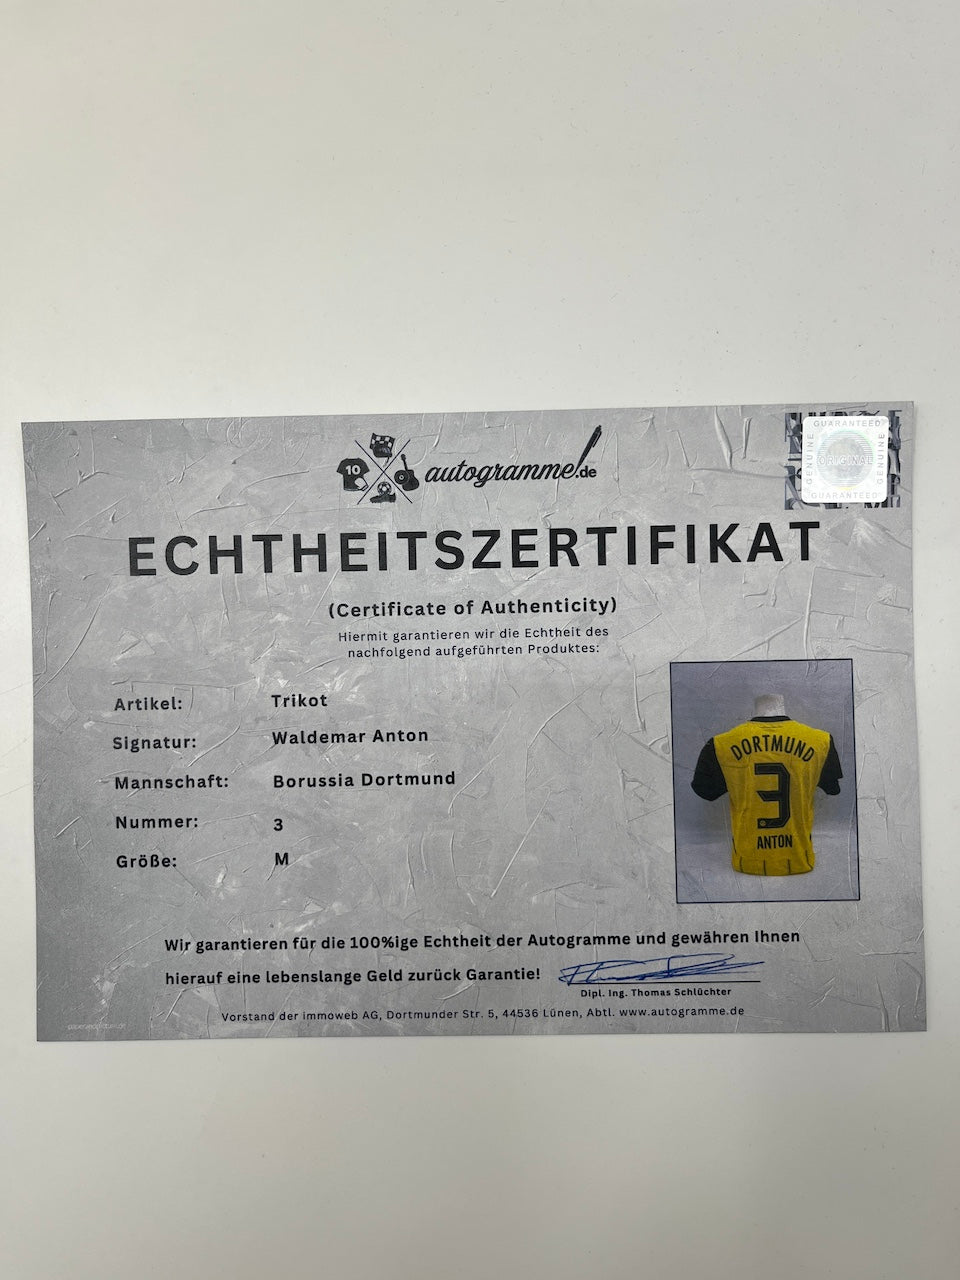 10
autogramme!.de
GUARANTEED
GENUINE
ORIGINAL
GENUINE
GUARANTEED
ECHTHEITSZERTIFIKAT
(Certificate of Authenticity)
Hiermit garantieren wir die Echtheit des
nachfolgend aufgeführten Produktes:
Artikel: Trikot
Signatur: Waldemar Anton
Mannschaft: Borussia Dortmund
Nummer: 3
Größe: M
DORTMUND
3
ANTON
Wir garantieren für die 100%ige Echtheit der Autogramme und gewähren Ihnen
hierauf eine lebenslange Geld zurück Garantie!
Dipl. Ing. Thomas Schlüchter
Vorstand der immoweb AG, Dortmunder Str. 5, 44536 Lünen, Abtl. www.autogramme.de